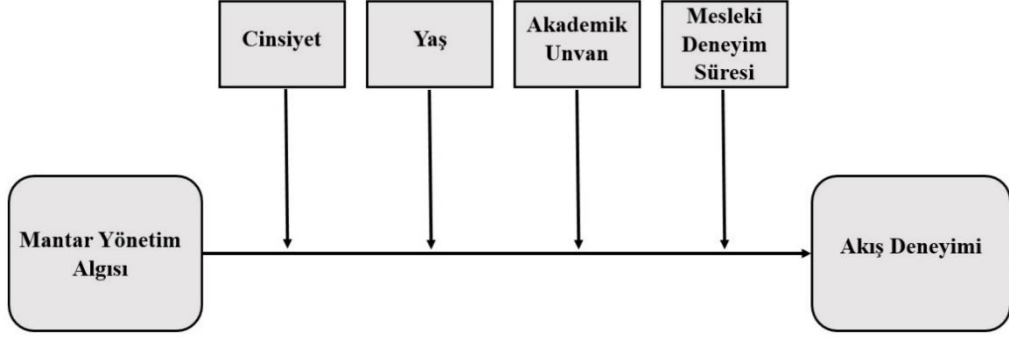 Cinsiyet
Yaş
Akademik
Unvan
Mesleki
Deneyim
Süresi
Mantar Yönetim
Algısı
Akış Deneyimi